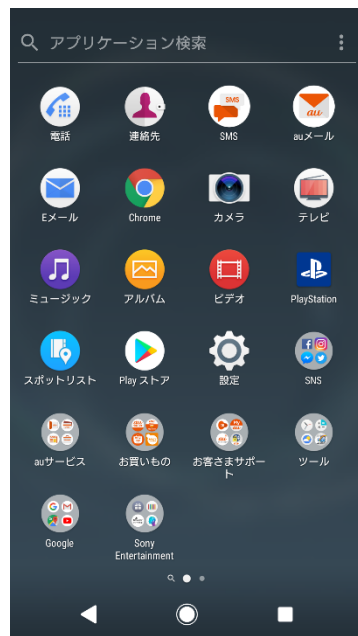 アプリケーション検索
電話
連絡先
SMS
SMS
au
auメール
Eメール
Chrome
カメラ
テレビ
ミュージック
アルバム
ビデオ
PlayStation
スポットリスト
Play ストア
設定
SNS
auサービス
お買いもの
お客さまサポー
ト
ツール
Google
Sony
Entertainment